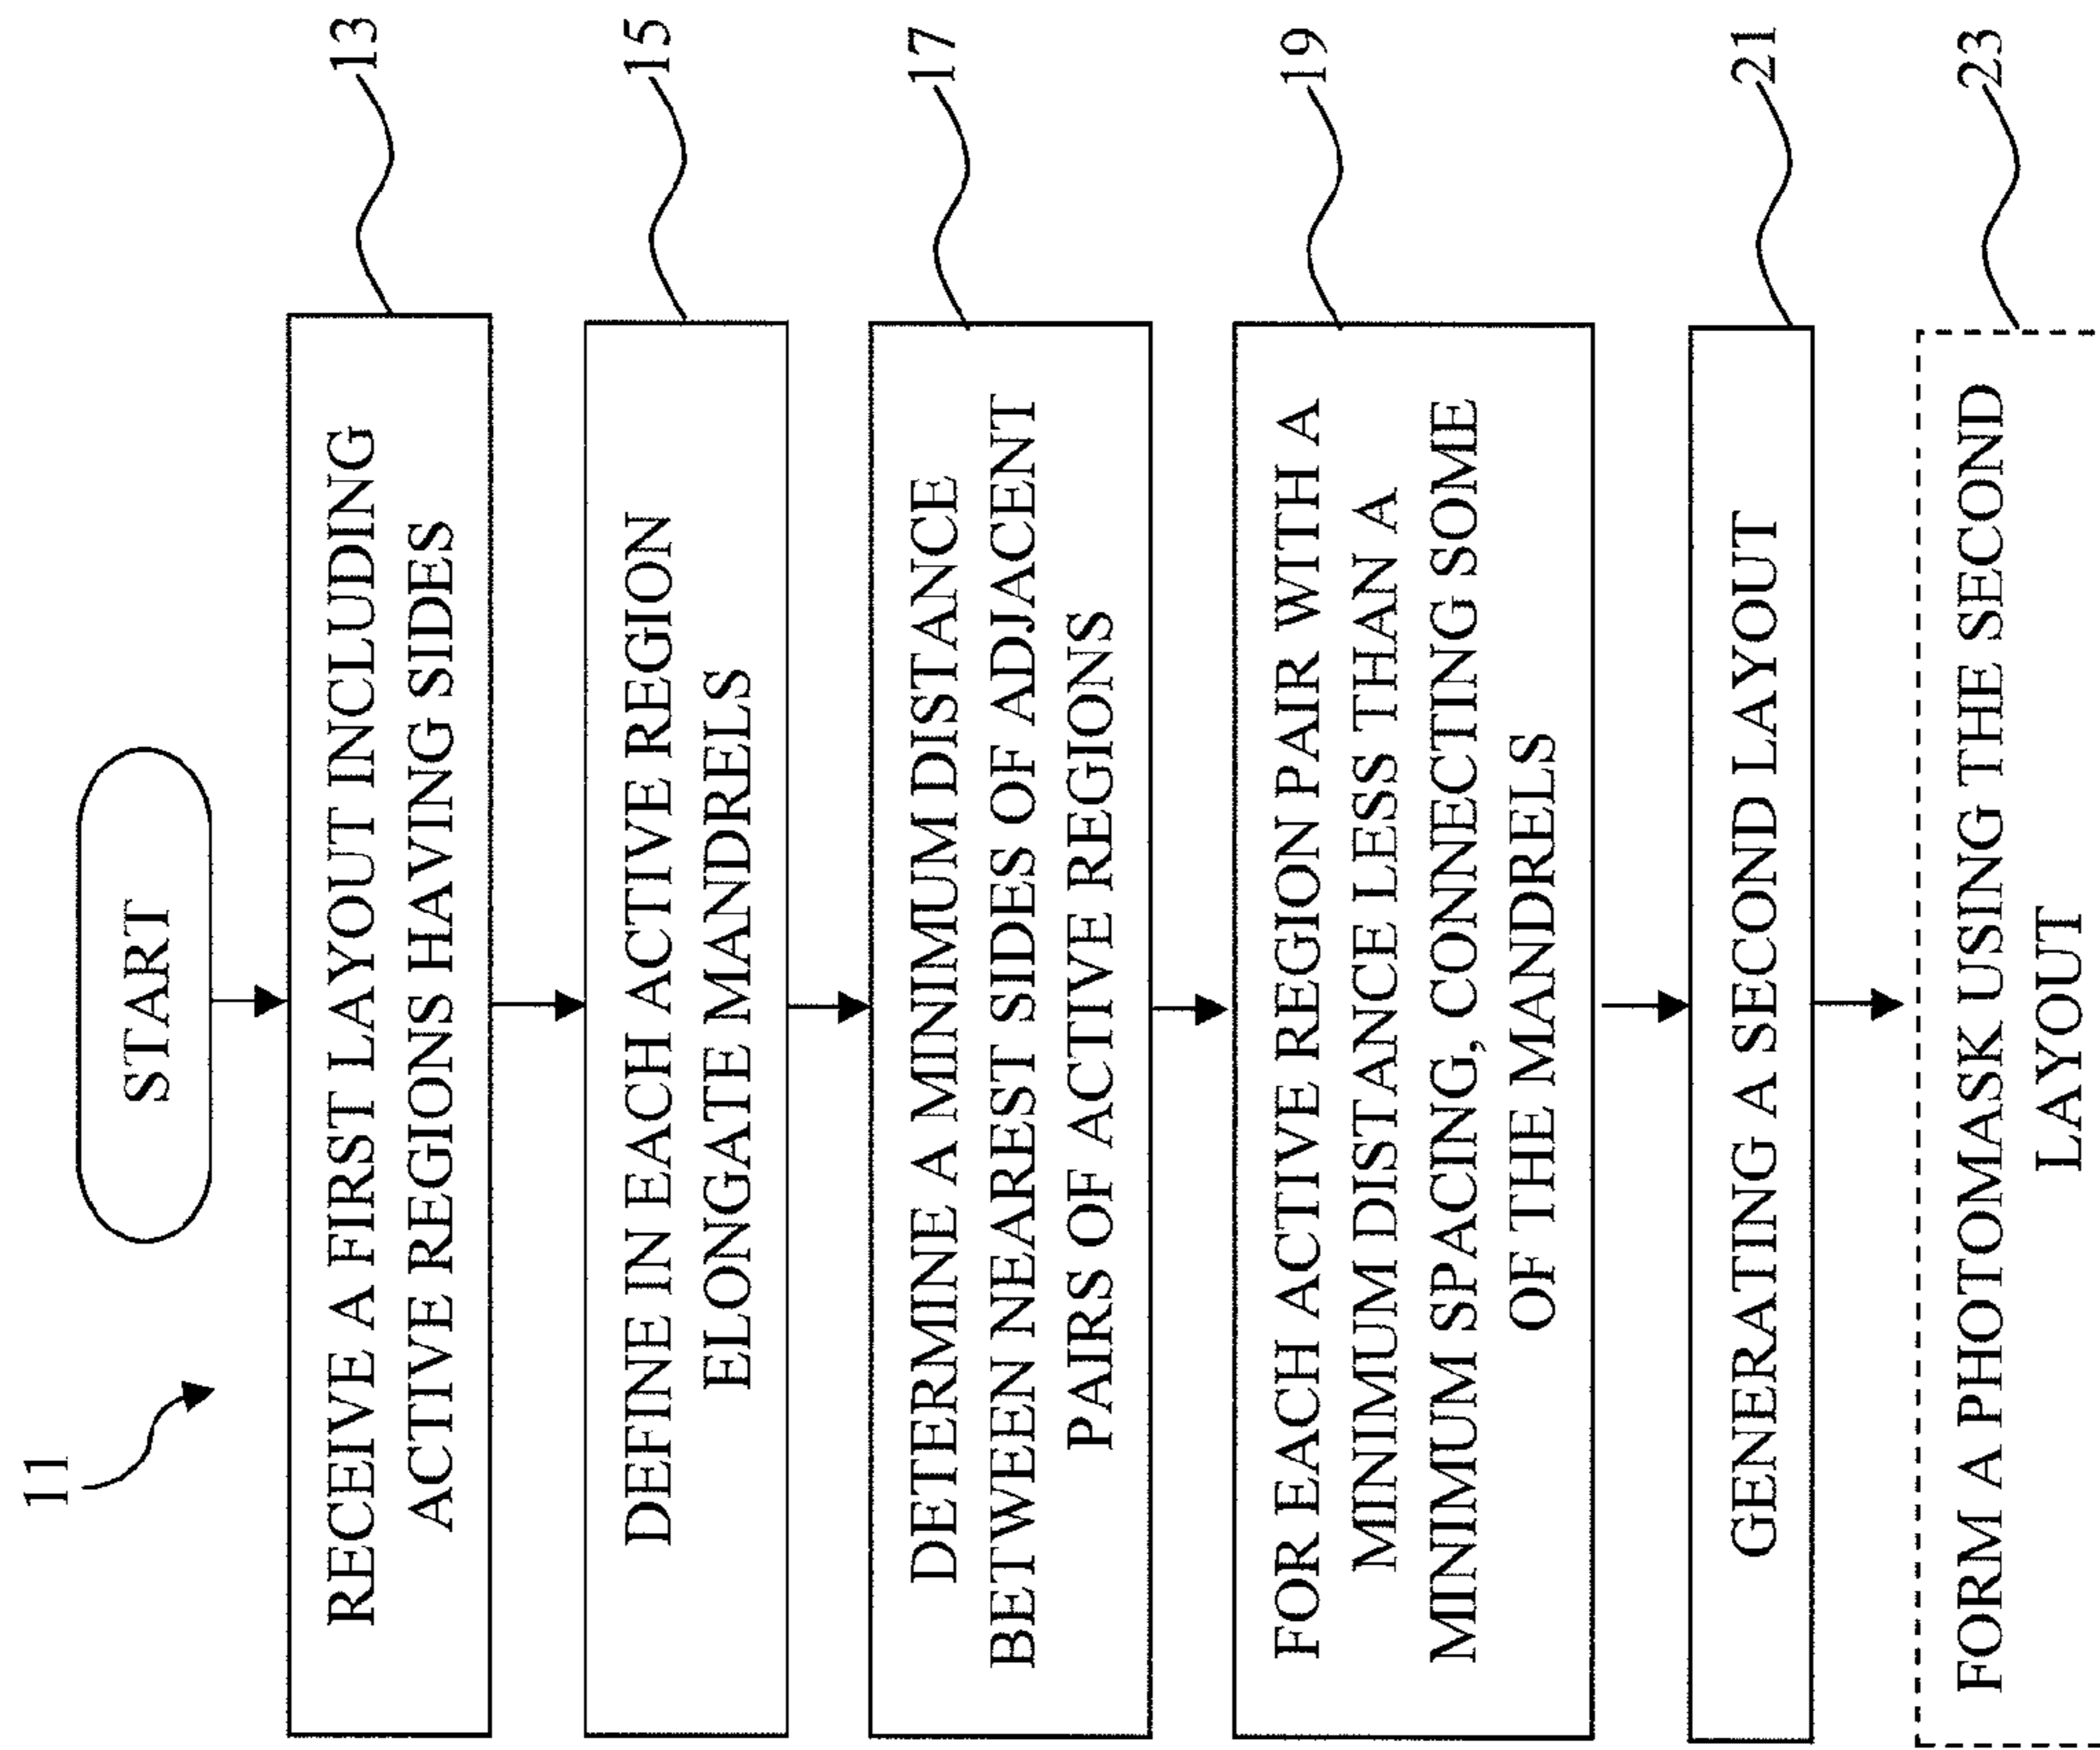 11
START
RECEIVE A FIRST LAYOUT INCLUDING
ACTIVE REGIONS HAVING SIDES
13
DEFINE IN EACH ACTIVE REGION
ELONGATE MANDRELS
15
DETERMINE A MINIMUM DISTANCE
BETWEEN NEAREST SIDES OF ADJACENT
PAIRS OF ACTIVE REGIONS
17
FOR EACH ACTIVE REGION PAIR WITH A
MINIMUM DISTANCE LESS THAN A
MINIMUM SPACING, CONNECTING SOME
OF THE MANDRELS
19
GENERATING A SECOND LAYOUT
21
FORM A PHOTOMASK USING THE SECOND
LAYOUT
23